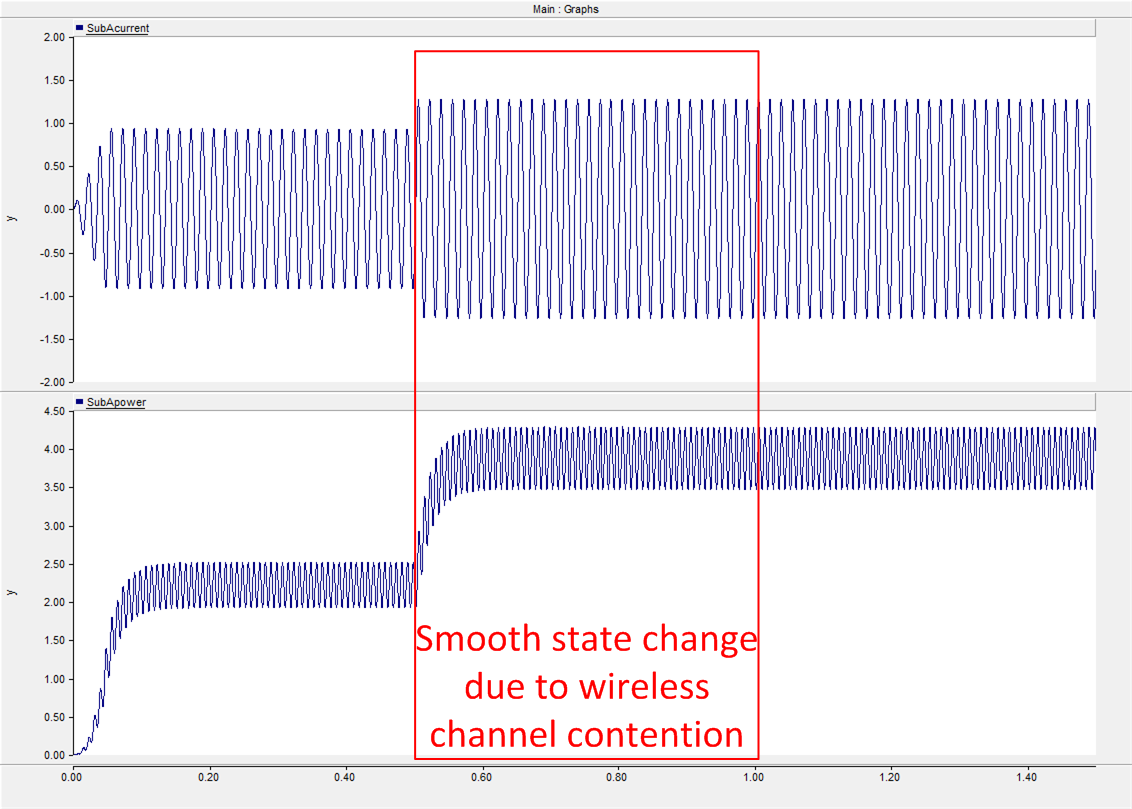 Main : Graphs
SubAcurrent
2.00
1.50
1.00
0.50
0.00
-0.50
-1.00
-1.50
-2.00
y
SubApower
4.50
4.00
3.50
3.00
2.50
2.00
1.50
1.00
0.50
0.00
y
Smooth state change
due to wireless
channel contention
0.00 0.20 0.40 0.60 0.80 1.00 1.20 1.40